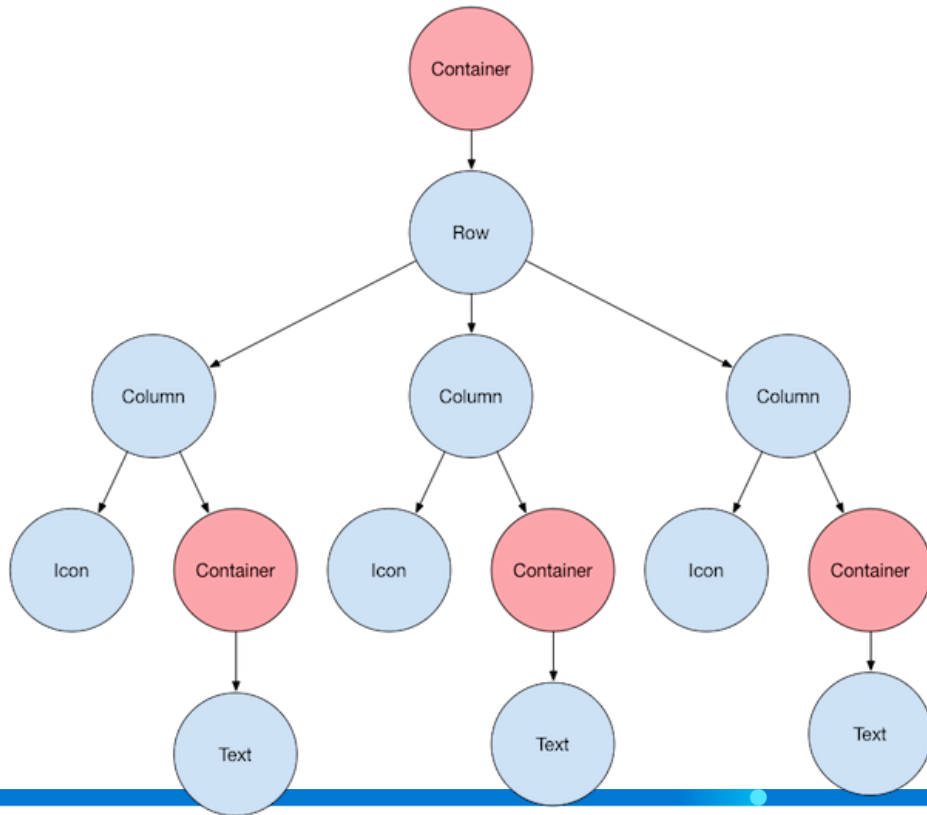 Container
Row
Column
Column
Column
Icon
Container
Icon
Container
Icon
Container
Text
Text
Text